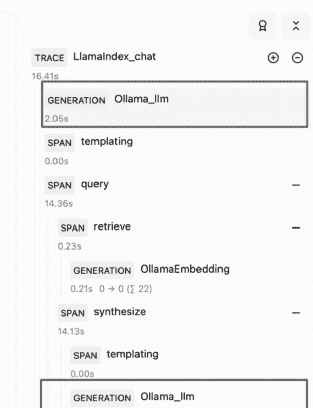 TRACE LlamaIndex_chat
16.41s
GENERATION Ollama_llm
2.05s
SPAN templating
0.00s
SPAN query
14.36s
SPAN retrieve
0.23s
GENERATION OllamaEmbedding
0.21s 0 → 0 (∑ 22)
SPAN synthesize
14.13s
SPAN templating
0.00s
GENERATION Ollama_llm